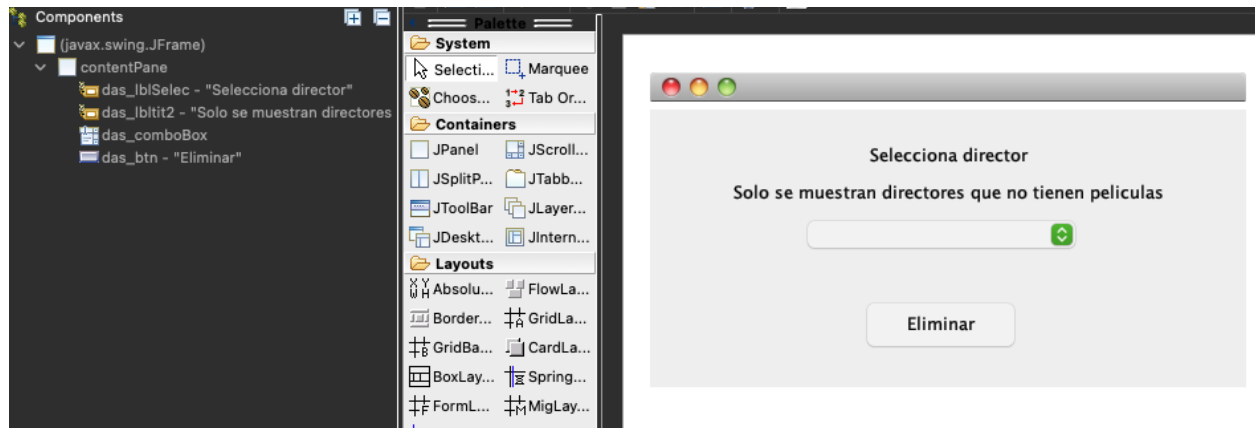 Components
(javax.swing.JFrame)
contentPane
das_lblSelec - "Selecciona director"
das_lbltit2 - "Solo se muestran directores
das_comboBox
das_btn - "Eliminar"
Palette
System
Selecti... Marquee
Choos... Tab Or...
Containers
JPanel JScroll...
JSplitP... JTabb...
JToolBar JLayer...
JDeskt... JIntern...
Layouts
Absolu... FlowLa...
Border... GridLa...
GridBa... CardLa...
BoxLay... Spring...
FormL... MigLay...
Selecciona director
Solo se muestran directores que no tienen peliculas
Eliminar